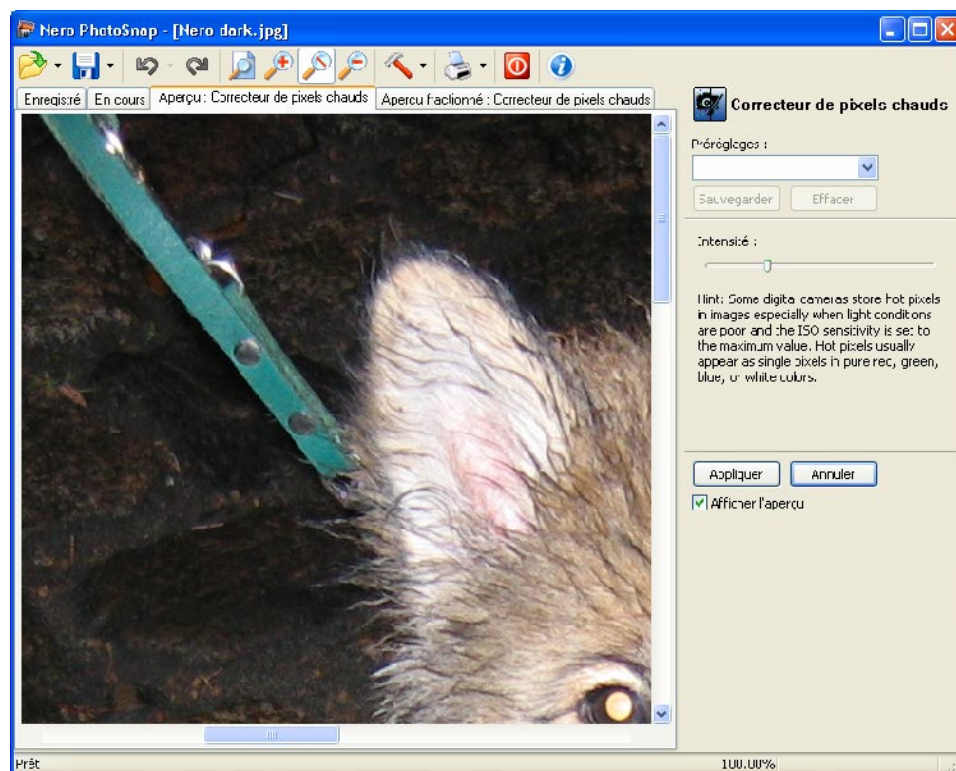 Nero PhotoSnap - [Nero dark.jpg]
Enregistré
En cours
Aperçu : Correcteur de pixels chauds
Apercu fractionné : Correcteur de pixels chauds
Correcteur de pixels chauds
Préréglages :
Sauvegarder
Effacer
Intensité :
Hint: Some digital cameras store hot pixels
in images especially when light conditions
are poor and the ISO sensitivity is set to
the maximum value. Hot pixels usually
appear as single pixels in pure red, green,
blue, or white colors.
Appliquer
Annuler
Afficher l'aperçu
Prêt
100.00%